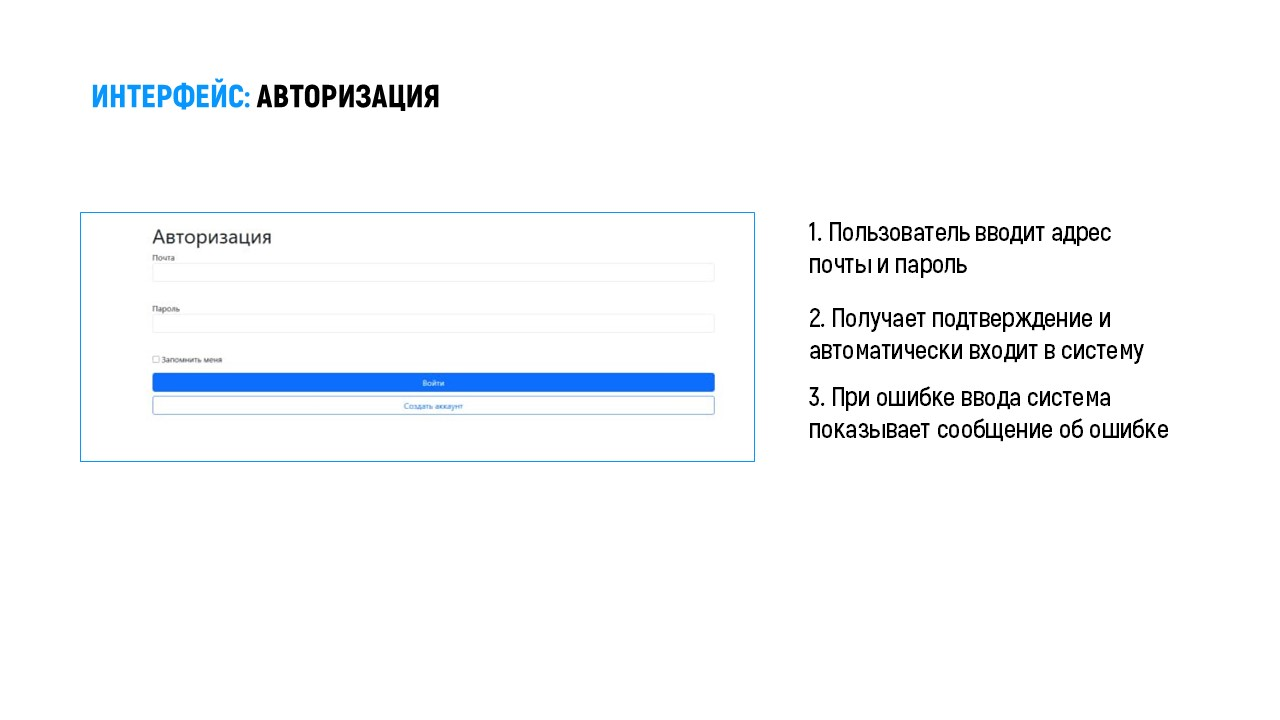 ИНТЕРФЕЙС: АВТОРИЗАЦИЯ
Авторизация
Почта
Пароль
Запомнить меня
Войти
Создать аккаунт
1. Пользователь вводит адрес
почты и пароль
2. Получает подтверждение и
автоматически входит в систему
3. При ошибке ввода система
показывает сообщение об ошибке